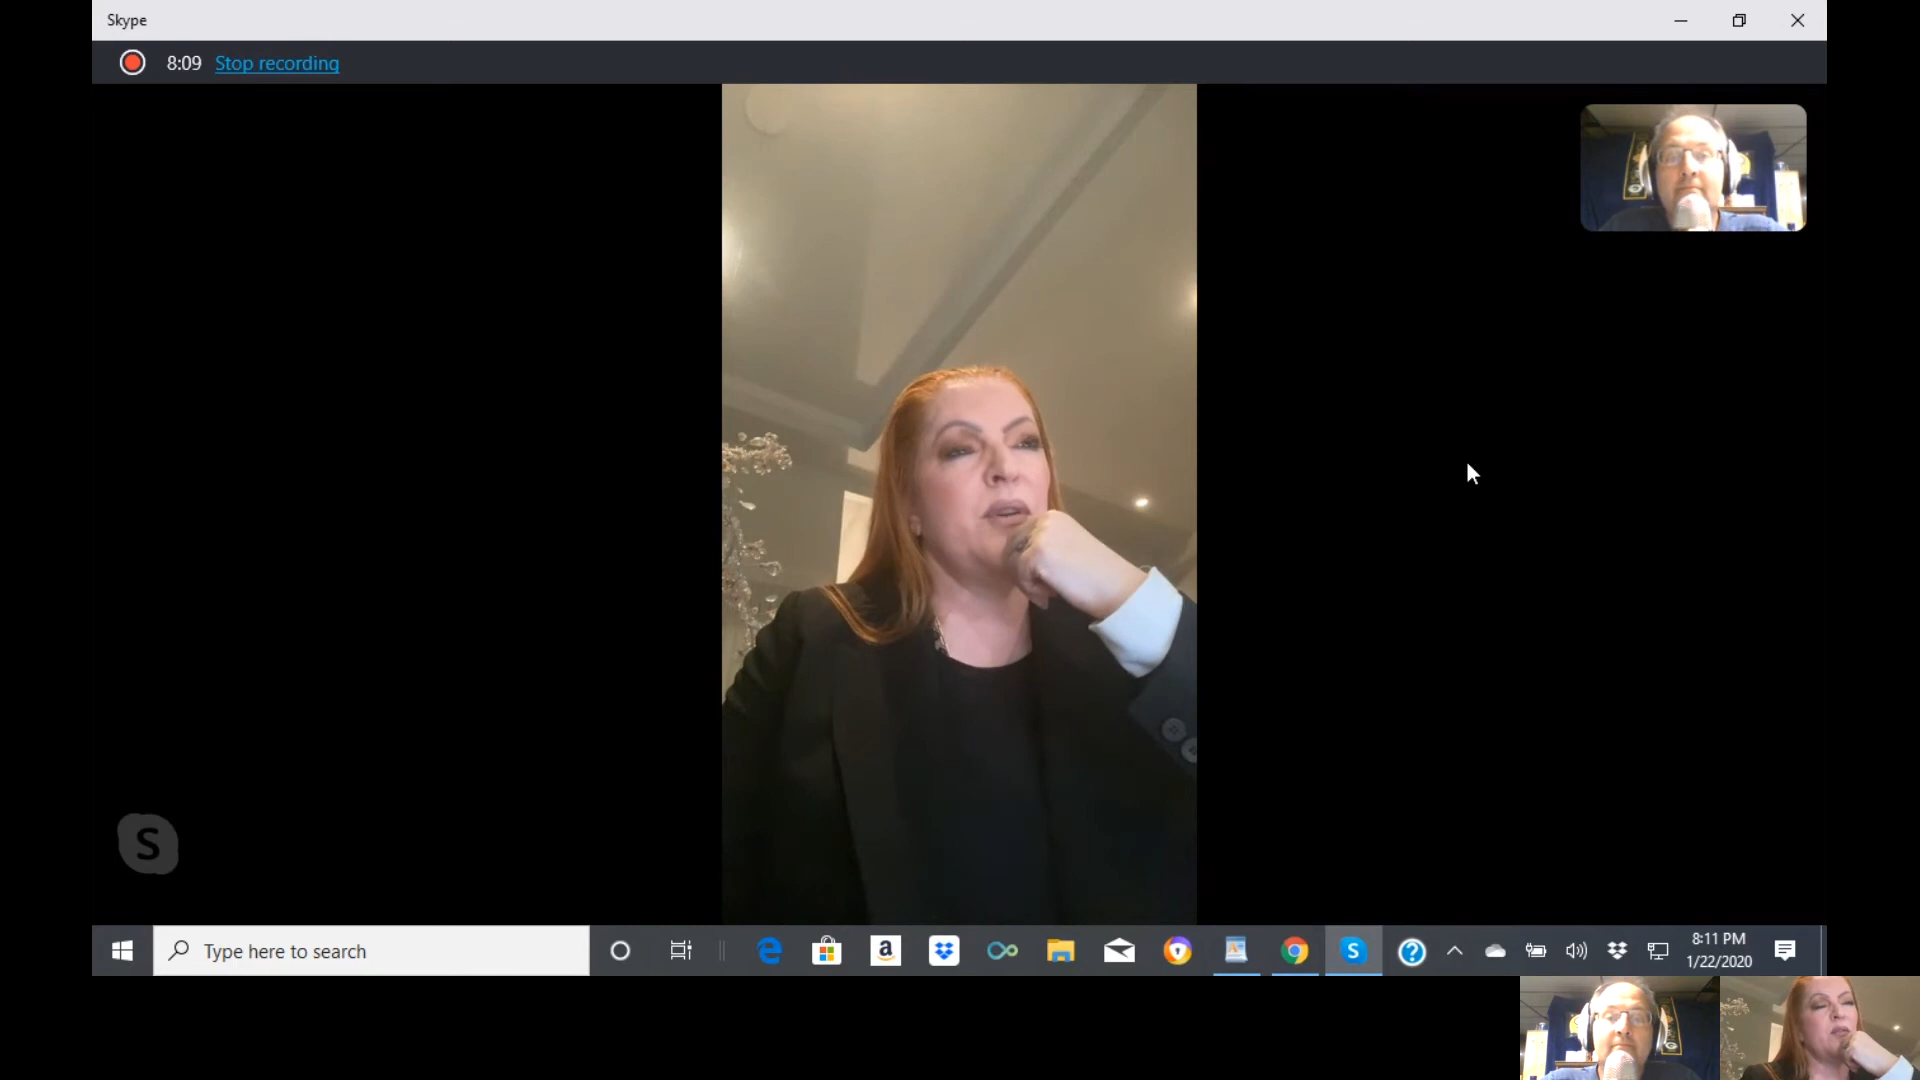 Skype
8:09 Stop recording
S
Type here to search
a
S
?
8:11 PM
1/22/2020